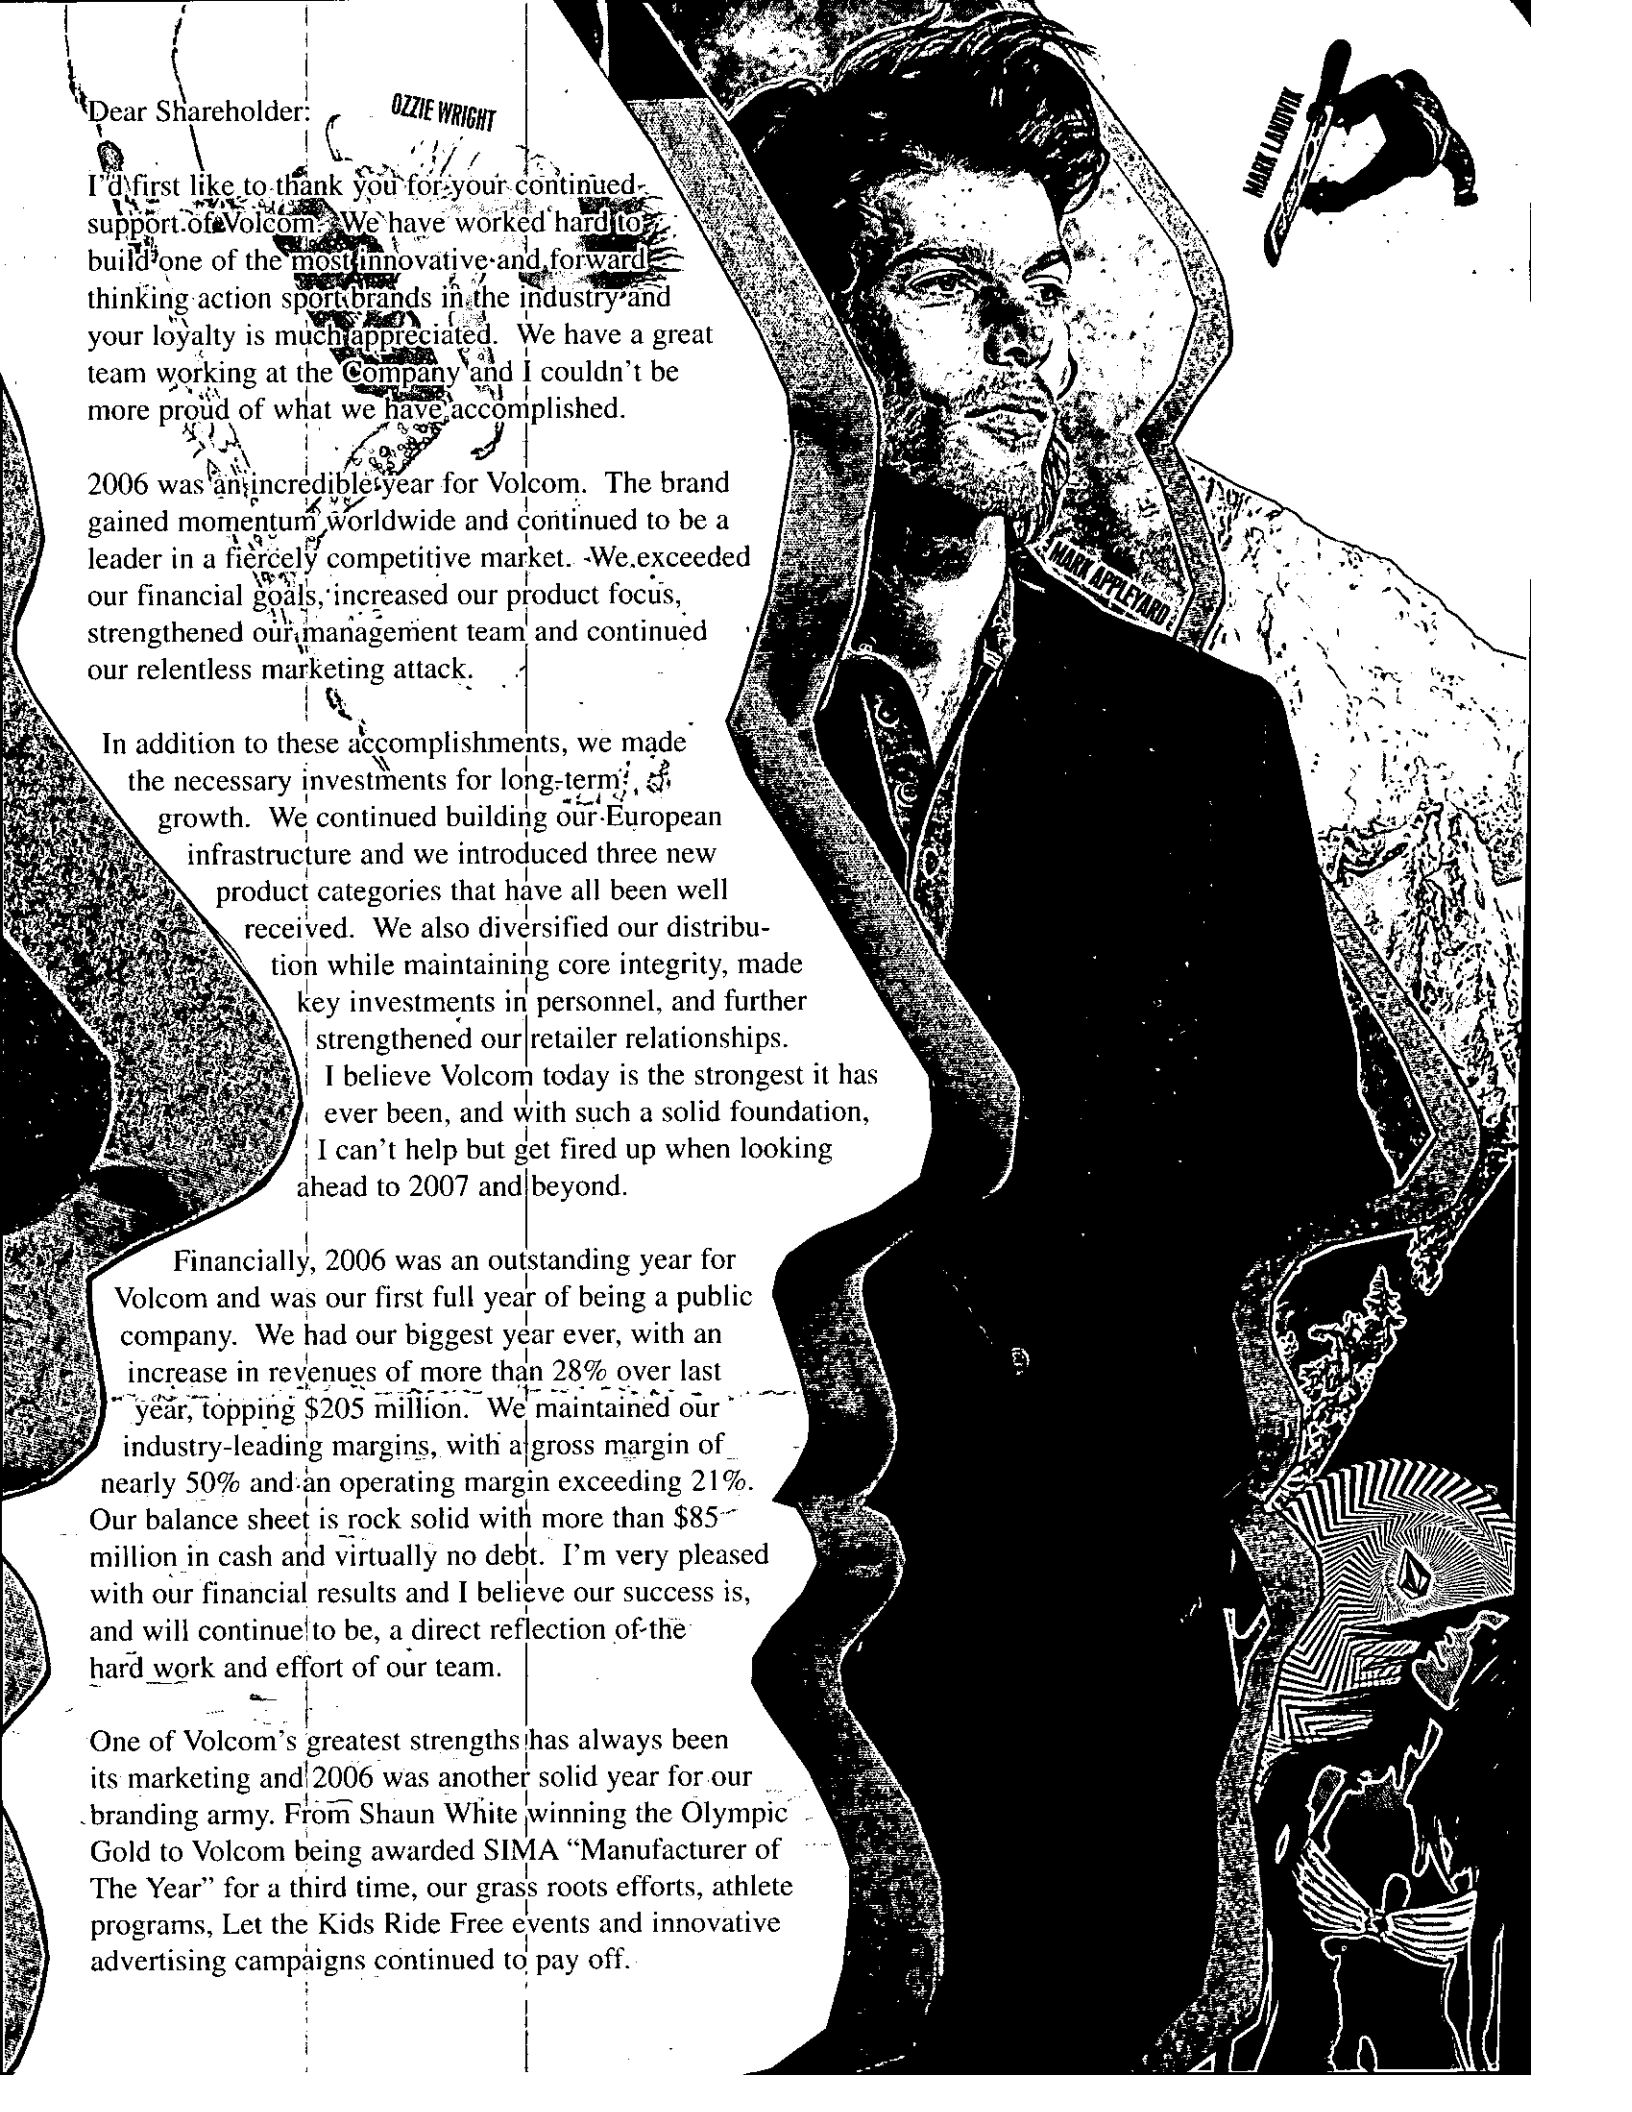 Dear Shareholder:
OZZIE WRIGHT
MARK LANDVIK
I'd first like to thank you for your continued
support of Volcom. We have worked hard to
build one of the most innovative and forward
thinking action sport brands in the industry and
your loyalty is much appreciated. We have a great
team working at the Company and I couldn't be
more proud of what we have accomplished.
2006 was an incredible year for Volcom. The brand
gained momentum worldwide and continued to be a
leader in a fiercely competitive market. We exceeded
our financial goals, increased our product focus,
strengthened our management team and continued
our relentless marketing attack.
MARK APPLEYARD
In addition to these accomplishments, we made
the necessary investments for long-term
growth. We continued building our European
infrastructure and we introduced three new
product categories that have all been well
received. We also diversified our distribu-
tion while maintaining core integrity, made
key investments in personnel, and further
strengthened our retailer relationships.
I believe Volcom today is the strongest it has
ever been, and with such a solid foundation,
I can't help but get fired up when looking
ahead to 2007 and beyond.
Financially, 2006 was an outstanding year for
Volcom and was our first full year of being a public
company. We had our biggest year ever, with an
increase in revenues of more than 28% over last
year, topping $205 million. We maintained our
industry-leading margins, with a gross margin of
nearly 50% and an operating margin exceeding 21%.
Our balance sheet is rock solid with more than $85
million in cash and virtually no debt. I'm very pleased
with our financial results and I believe our success is,
and will continue to be, a direct reflection of the
hard work and effort of our team.
One of Volcom's greatest strengths has always been
its marketing and 2006 was another solid year for our
branding army. From Shaun White winning the Olympic
Gold to Volcom being awarded SIMA “Manufacturer of
The Year” for a third time, our grass roots efforts, athlete
programs, Let the Kids Ride Free events and innovative
advertising campaigns continued to pay off.